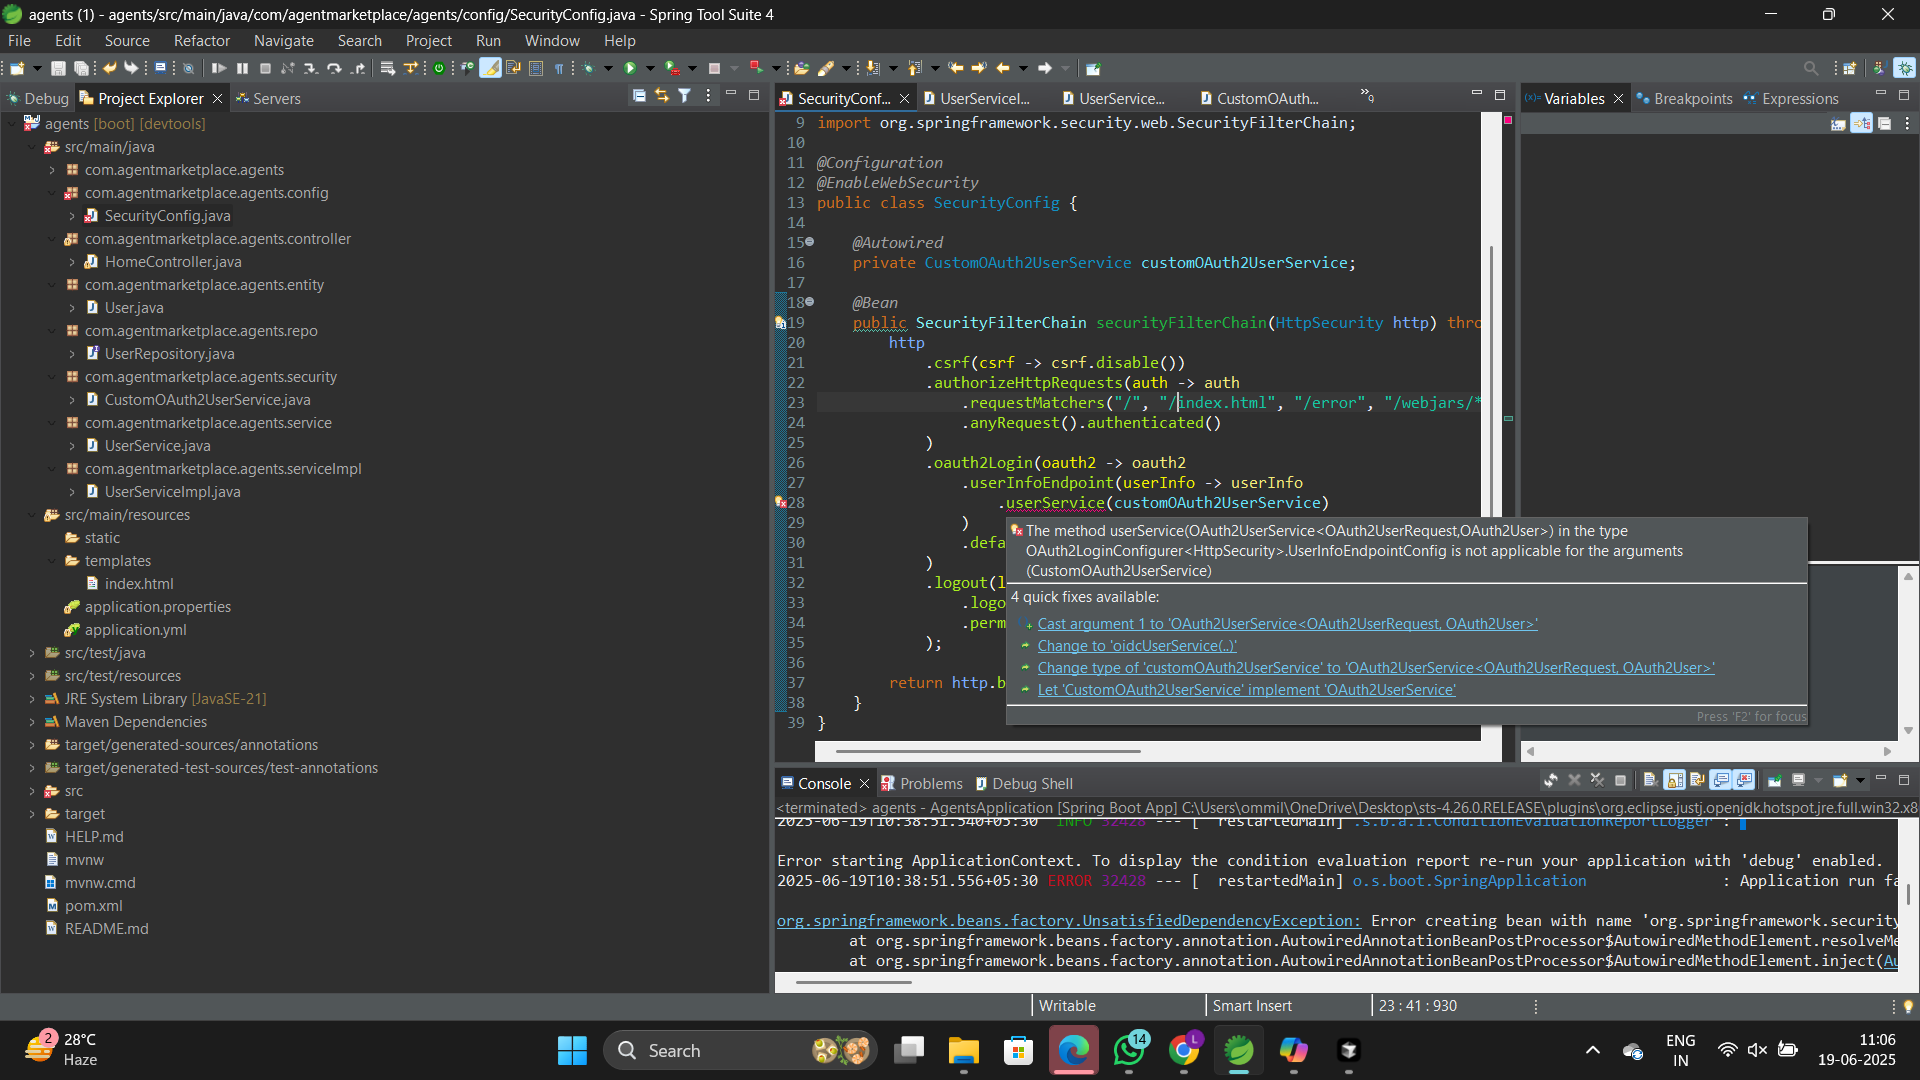 agents (1) - agents/src/main/java/com/agentmarketplace/agents/config/SecurityConfig.java - Spring Tool Suite 4
File Edit Source Refactor Navigate Search Project Run Window Help
Debug Project Explorer Servers
agents [boot] [devtools]
src/main/java
com.agentmarketplace.agents
com.agentmarketplace.agents.config
SecurityConfig.java
com.agentmarketplace.agents.controller
HomeController.java
com.agentmarketplace.agents.entity
User.java
com.agentmarketplace.agents.repo
UserRepository.java
com.agentmarketplace.agents.security
CustomOAuth2UserService.java
com.agentmarketplace.agents.service
UserService.java
com.agentmarketplace.agents.serviceImpl
UserServiceImpl.java
src/main/resources
static
templates
index.html
application.properties
application.yml
src/test/java
src/test/resources
JRE System Library [JavaSE-21]
Maven Dependencies
target/generated-sources/annotations
target/generated-test-sources/test-annotations
src
target
HELP.md
mvnw
mvnw.cmd
pom.xml
README.md
SecurityConf... UserServiceI... UserService... CustomOAuth... »9
9 import org.springframework.security.web.SecurityFilterChain;
10
11 @Configuration
12 @EnableWebSecurity
13 public class SecurityConfig {
14
15 @Autowired
16 private CustomOAuth2UserService customOAuth2UserService;
17
18 @Bean
19 public SecurityFilterChain securityFilterChain(HttpSecurity http) thro
20 http
21 .csrf(csrf -> csrf.disable())
22 .authorizeHttpRequests(auth -> auth
23 .requestMatchers("/", "/index.html", "/error", "/webjars/*
24 .anyRequest().authenticated()
25 )
26 .oauth2Login(oauth2 -> oauth2
27 .userInfoEndpoint(userInfo -> userInfo
28 .userService(customOAuth2UserService)
29 )
30 .defa
31 )
32 .logout(l
33 .logo
34 .perm
35 );
36
37 return http.b
38 }
39 }
The method userService(OAuth2UserService<OAuth2UserRequest,OAuth2User>) in the type
OAuth2LoginConfigurer<HttpSecurity>.UserInfoEndpointConfig is not applicable for the arguments
(CustomOAuth2UserService)
4 quick fixes available:
Cast argument 1 to 'OAuth2UserService<OAuth2UserRequest, OAuth2User>'
Change to 'oidcUserService(..)'
Change type of 'customOAuth2UserService' to 'OAuth2UserService<OAuth2UserRequest, OAuth2User>'
Let 'CustomOAuth2UserService' implement 'OAuth2UserService'
Press 'F2' for focus
Variables Breakpoints Expressions
Console Problems Debug Shell
<terminated> agents - AgentsApplication [Spring Boot App] C:\Users\ommil\OneDrive\Desktop\sts-4.26.0.RELEASE\plugins\org.eclipse.justj.openjdk.hotspot.jre.full.win32.x8
2025-06-19T10:38:51.540+05:30 INFO 32428 --- [ restartedMain] .s.b.a.l.ConditionEvaluationReportLogger :
Error starting ApplicationContext. To display the condition evaluation report re-run your application with 'debug' enabled.
2025-06-19T10:38:51.556+05:30 ERROR 32428 --- [ restartedMain] o.s.boot.SpringApplication : Application run fa
org.springframework.beans.factory.UnsatisfiedDependencyException: Error creating bean with name 'org.springframework.security
at org.springframework.beans.factory.annotation.AutowiredAnnotationBeanPostProcessor$AutowiredMethodElement.resolveMe
at org.springframework.beans.factory.annotation.AutowiredAnnotationBeanPostProcessor$AutowiredMethodElement.inject(Au
Writable Smart Insert 23 : 41 : 930
2
28°C
Haze
Search
14
L
ENG
IN
11:06
19-06-2025